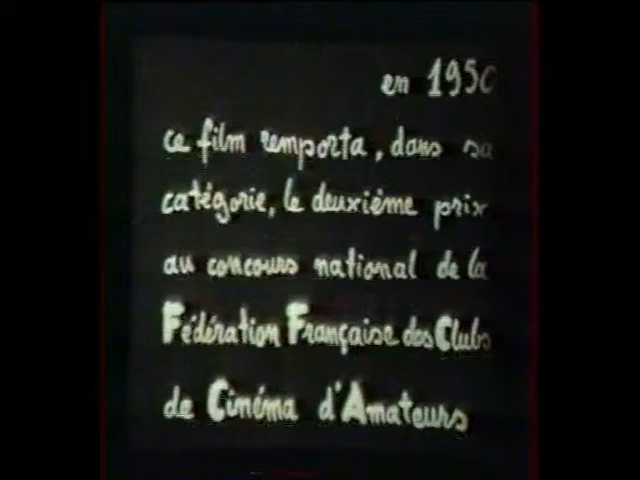 en 1950
ce film remporta, dans sa
catégorie, le deuxième prix
au concours national de la
Fédération Française des Clubs
de Cinéma d'Amateurs